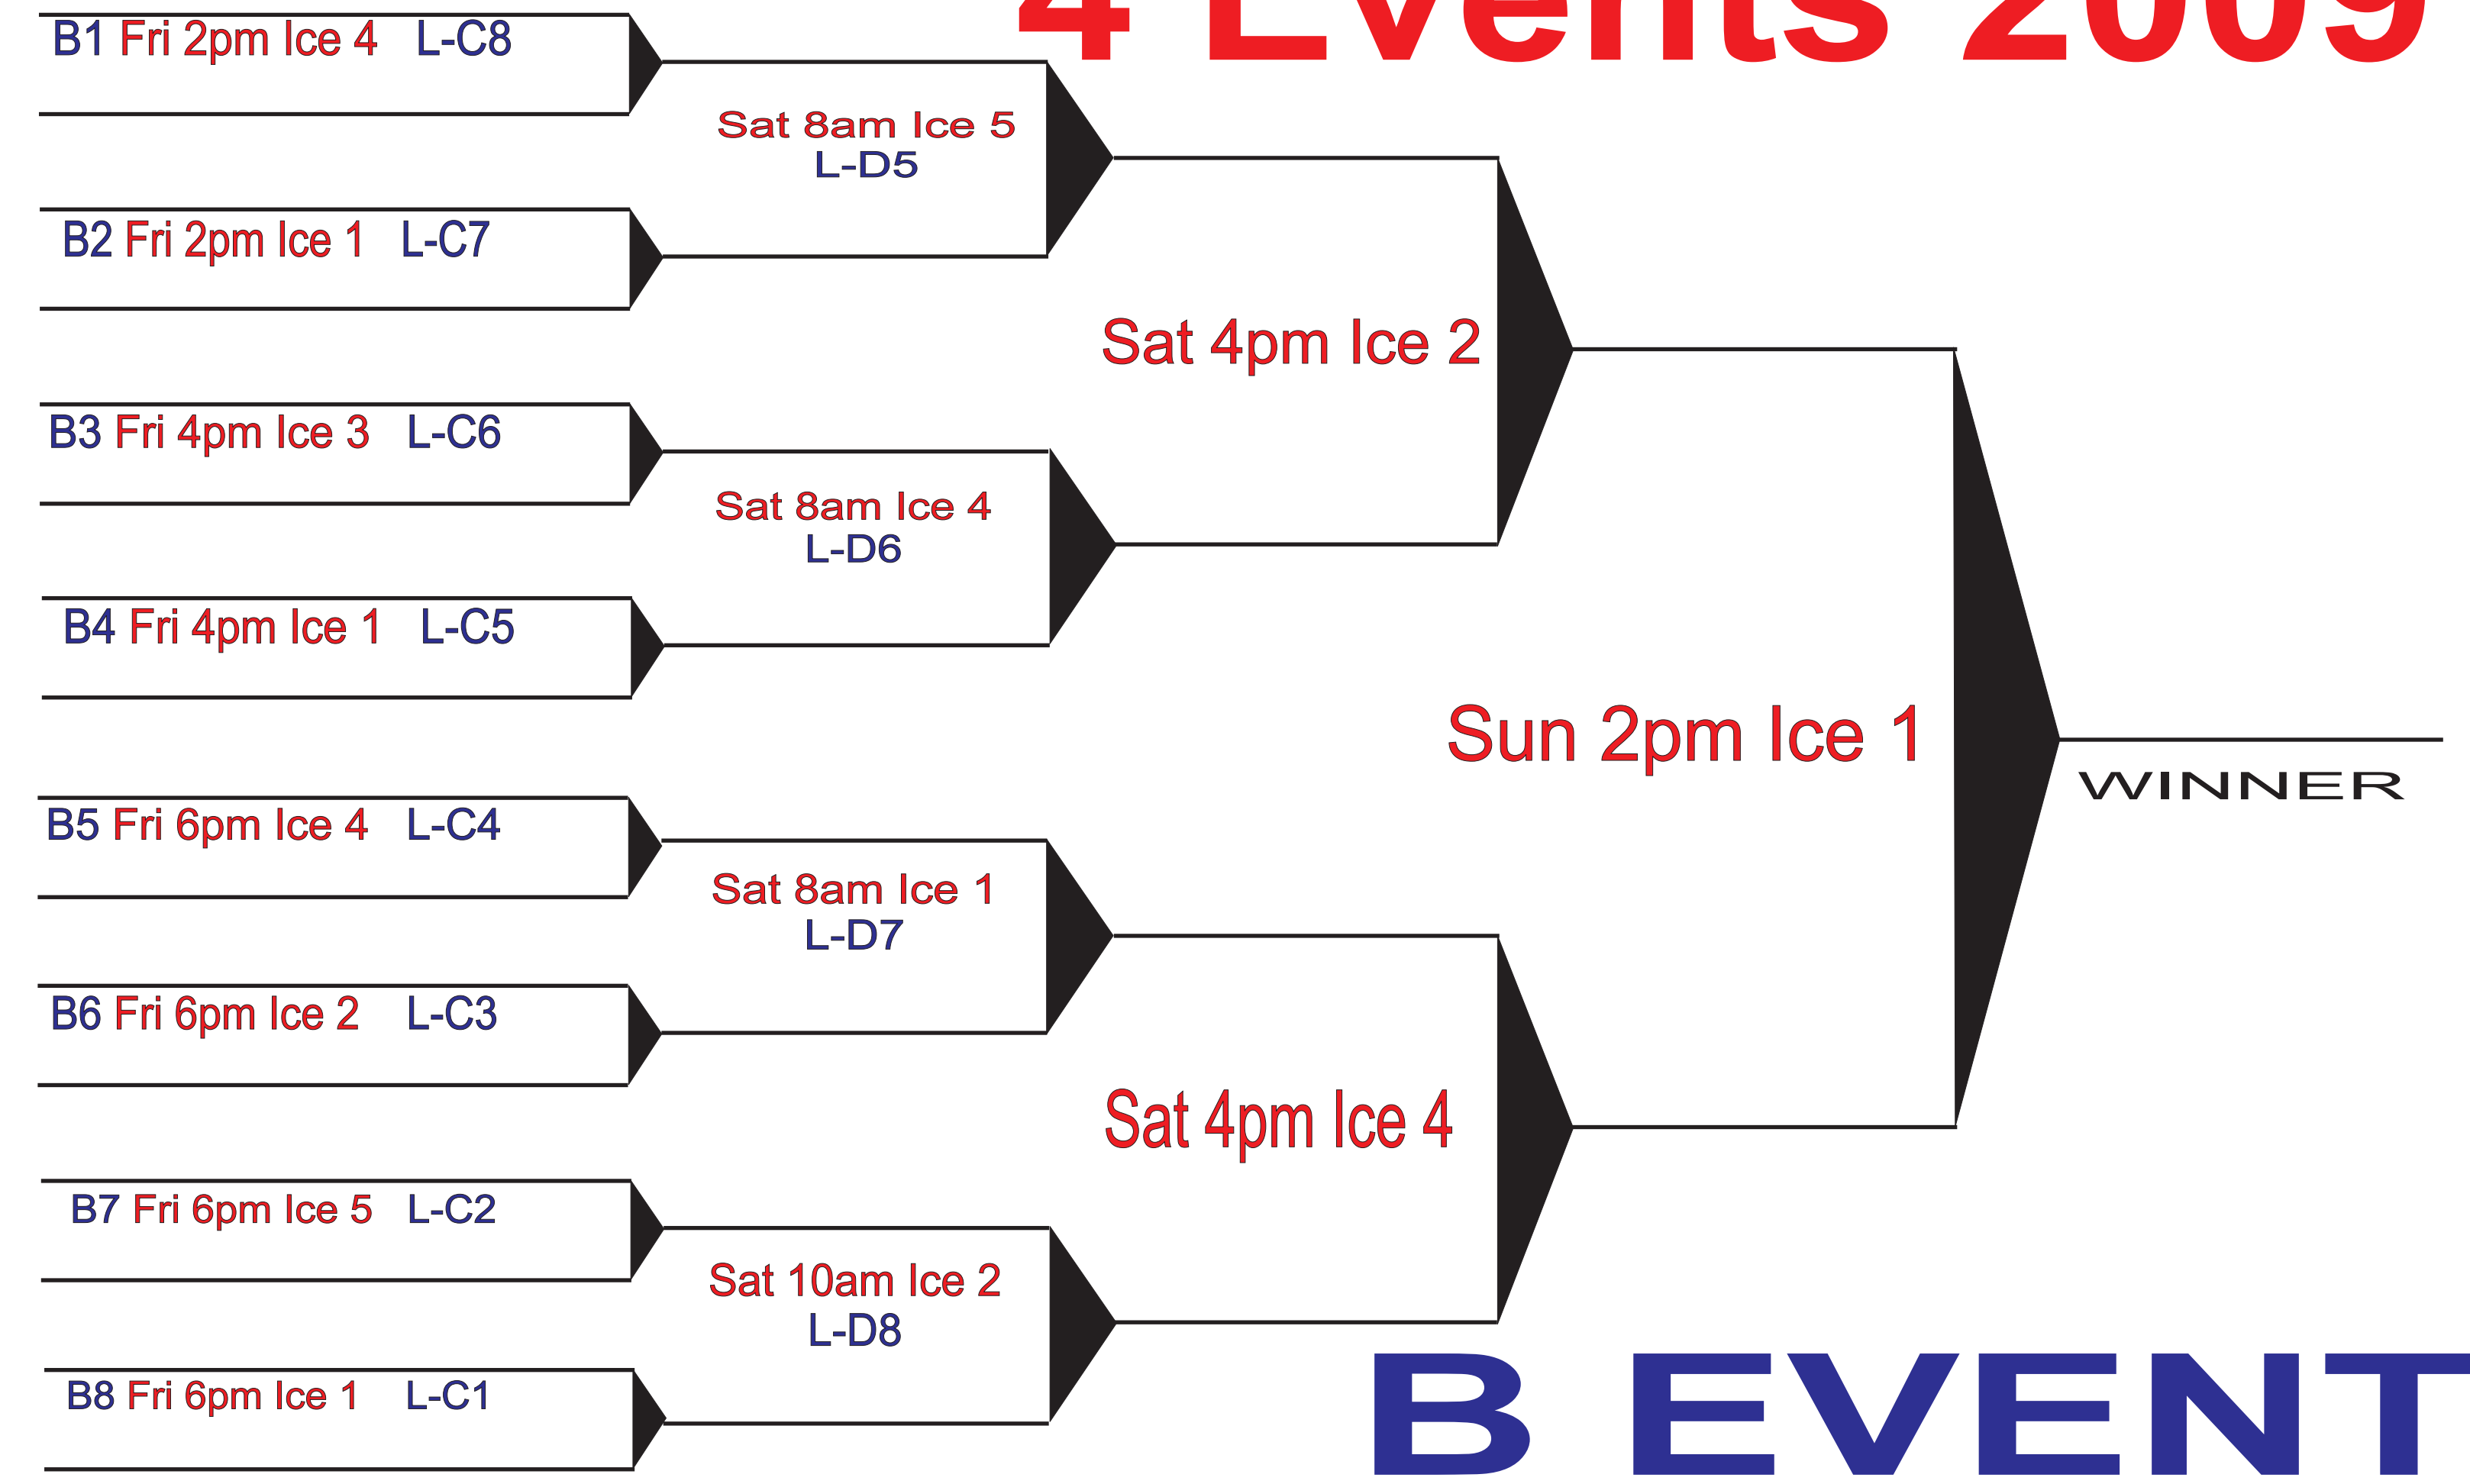 4 Events 2009
B1 Fri 2pm Ice 4 L-C8
Sat 8am Ice 5
L-D5
B2 Fri 2pm Ice 1 L-C7
Sat 4pm Ice 2
B3 Fri 4pm Ice 3 L-C6
Sat 8am Ice 4
L-D6
B4 Fri 4pm Ice 1 L-C5
Sun 2pm Ice 1
WINNER
B5 Fri 6pm Ice 4 L-C4
Sat 8am Ice 1
L-D7
B6 Fri 6pm Ice 2 L-C3
Sat 4pm Ice 4
B7 Fri 6pm Ice 5 L-C2
Sat 10am Ice 2
L-D8
B8 Fri 6pm Ice 1 L-C1
B EVENT